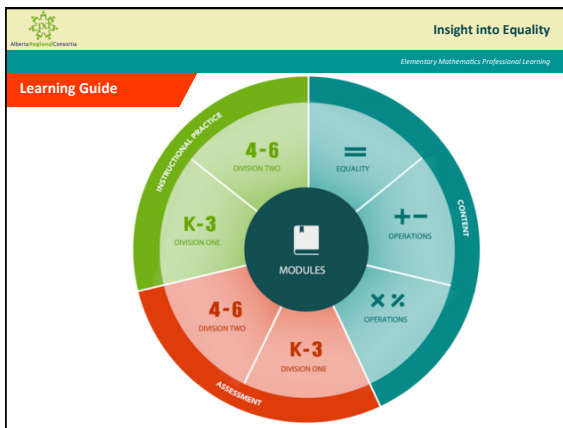 cpfpp
AlbertaRegionalConsortia
Insight into Equality
Elementary Mathematics Professional Learning
Learning Guide
INSTRUCTIONAL PRACTICE
4-6
DIVISION TWO
K-3
DIVISION ONE
=
EQUALITY
+-
OPERATIONS
×%
OPERATIONS
CONTENT
MODULES
4-6
DIVISION TWO
K-3
DIVISION ONE
ASSESSMENT